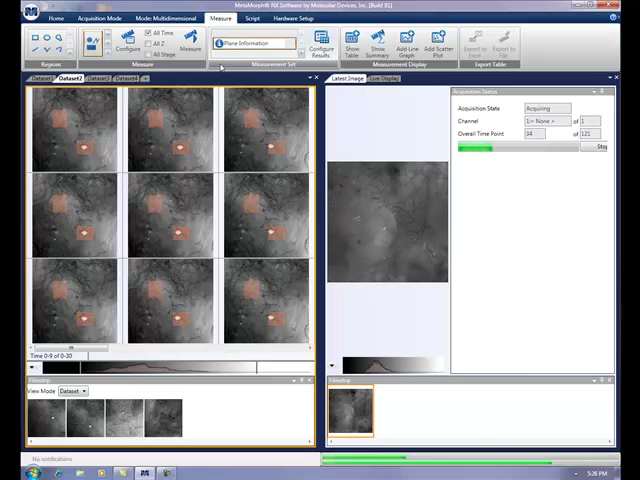 MetaMorph® NX Software by Molecular Devices, Inc. [Build 31]
Home Acquisition Mode Mode: Multidimensional Measure Script Hardware Setup
Configure
All Time
All Z
All Stage
Measure
Plane Information
Configure Results
Show Table
Show Summary
Add Line Graph
Add Scatter Plot
Export to Excel
Export to File
Regions Measure Measurement Set Measurement Display Export Table
Dataset1 Dataset2 Dataset3 Dataset4 +
Latest Image Live Display
Acquisition Status
Acquisition State Acquiring
Channel 1:< None > of 1
Overall Time Point 34 of 121
Stop
Time 0-9 of 0-30
Filmstrip
View Mode Dataset
Filmstrip
No notifications
5:26 PM